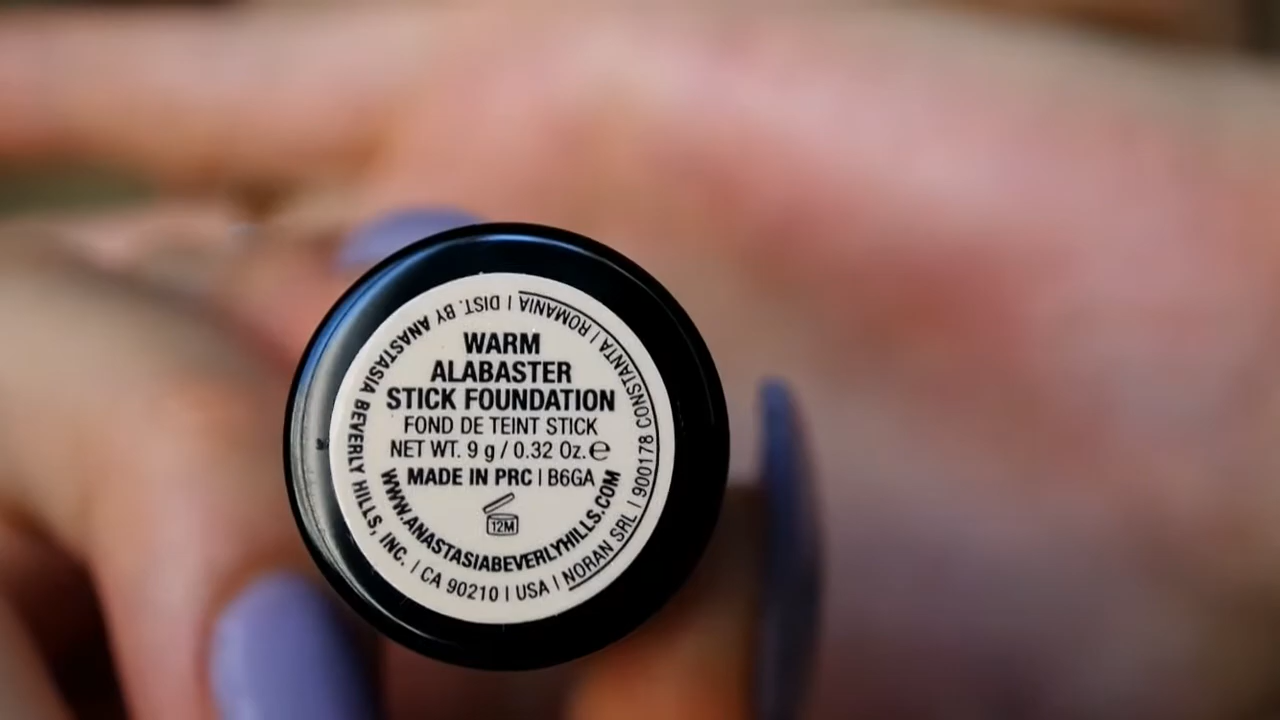 WARM
ALABASTER
STICK FOUNDATION
FOND DE TEINT STICK
NET WT. 9 g / 0.32 Oz. ℮
MADE IN PRC | B6GA
12M
WWW.ANASTASIABEVERLYHILLS.COM
DIST. BY ANASTASIA BEVERLY HILLS, INC. | CA 90210 | USA | NORAN SRL | 900178 CONSTANTA | ROMANIA |